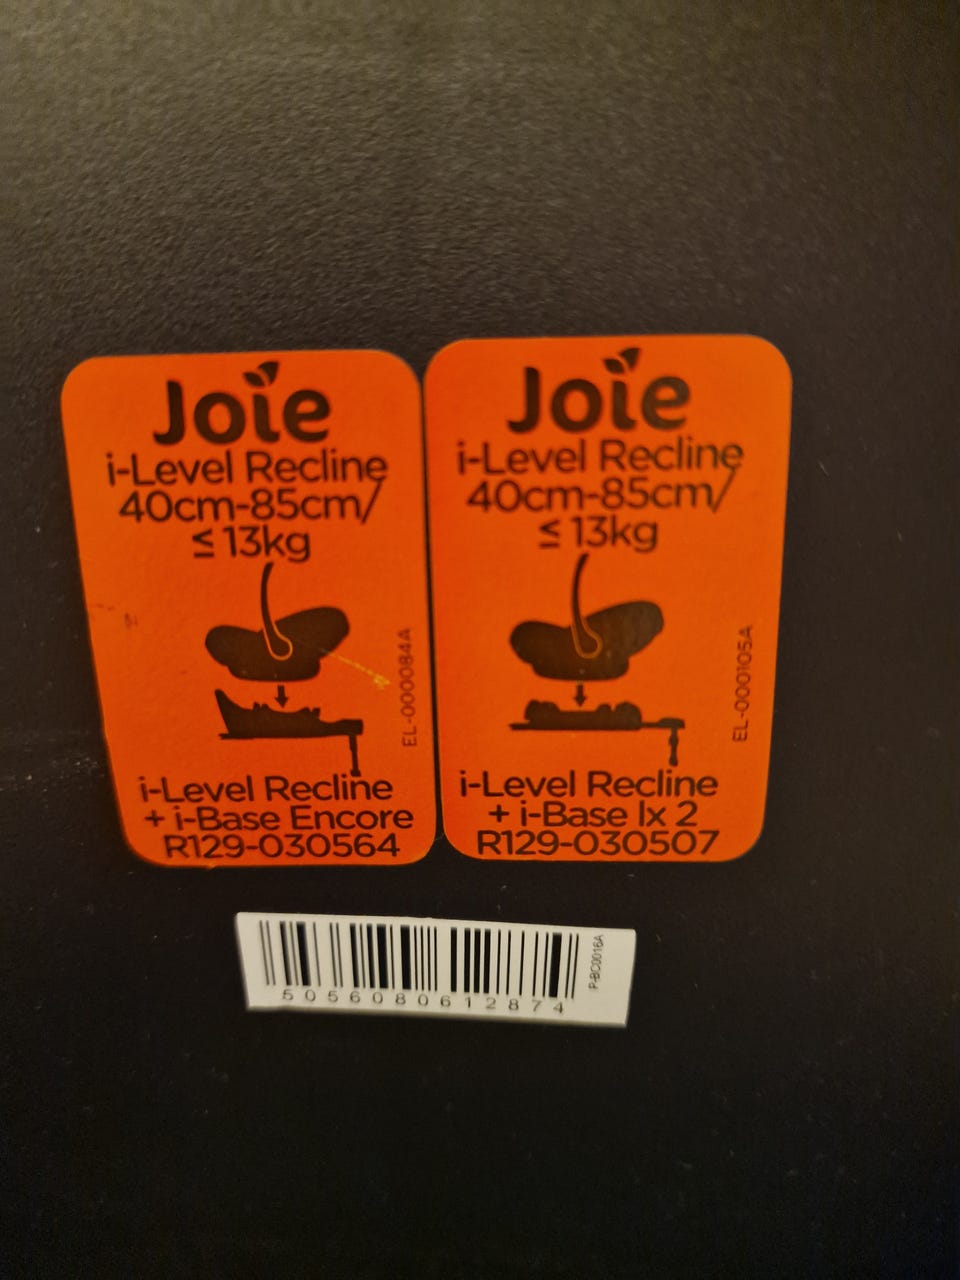 Joie
i-Level Recline
40cm-85cm/
≤ 13kg
EL-000084A
i-Level Recline
+ i-Base Encore
R129-030564
Joie
i-Level Recline
40cm-85cm/
≤ 13kg
EL-000105A
i-Level Recline
+ i-Base lx 2
R129-030507
P-BC0016A
5056080612874